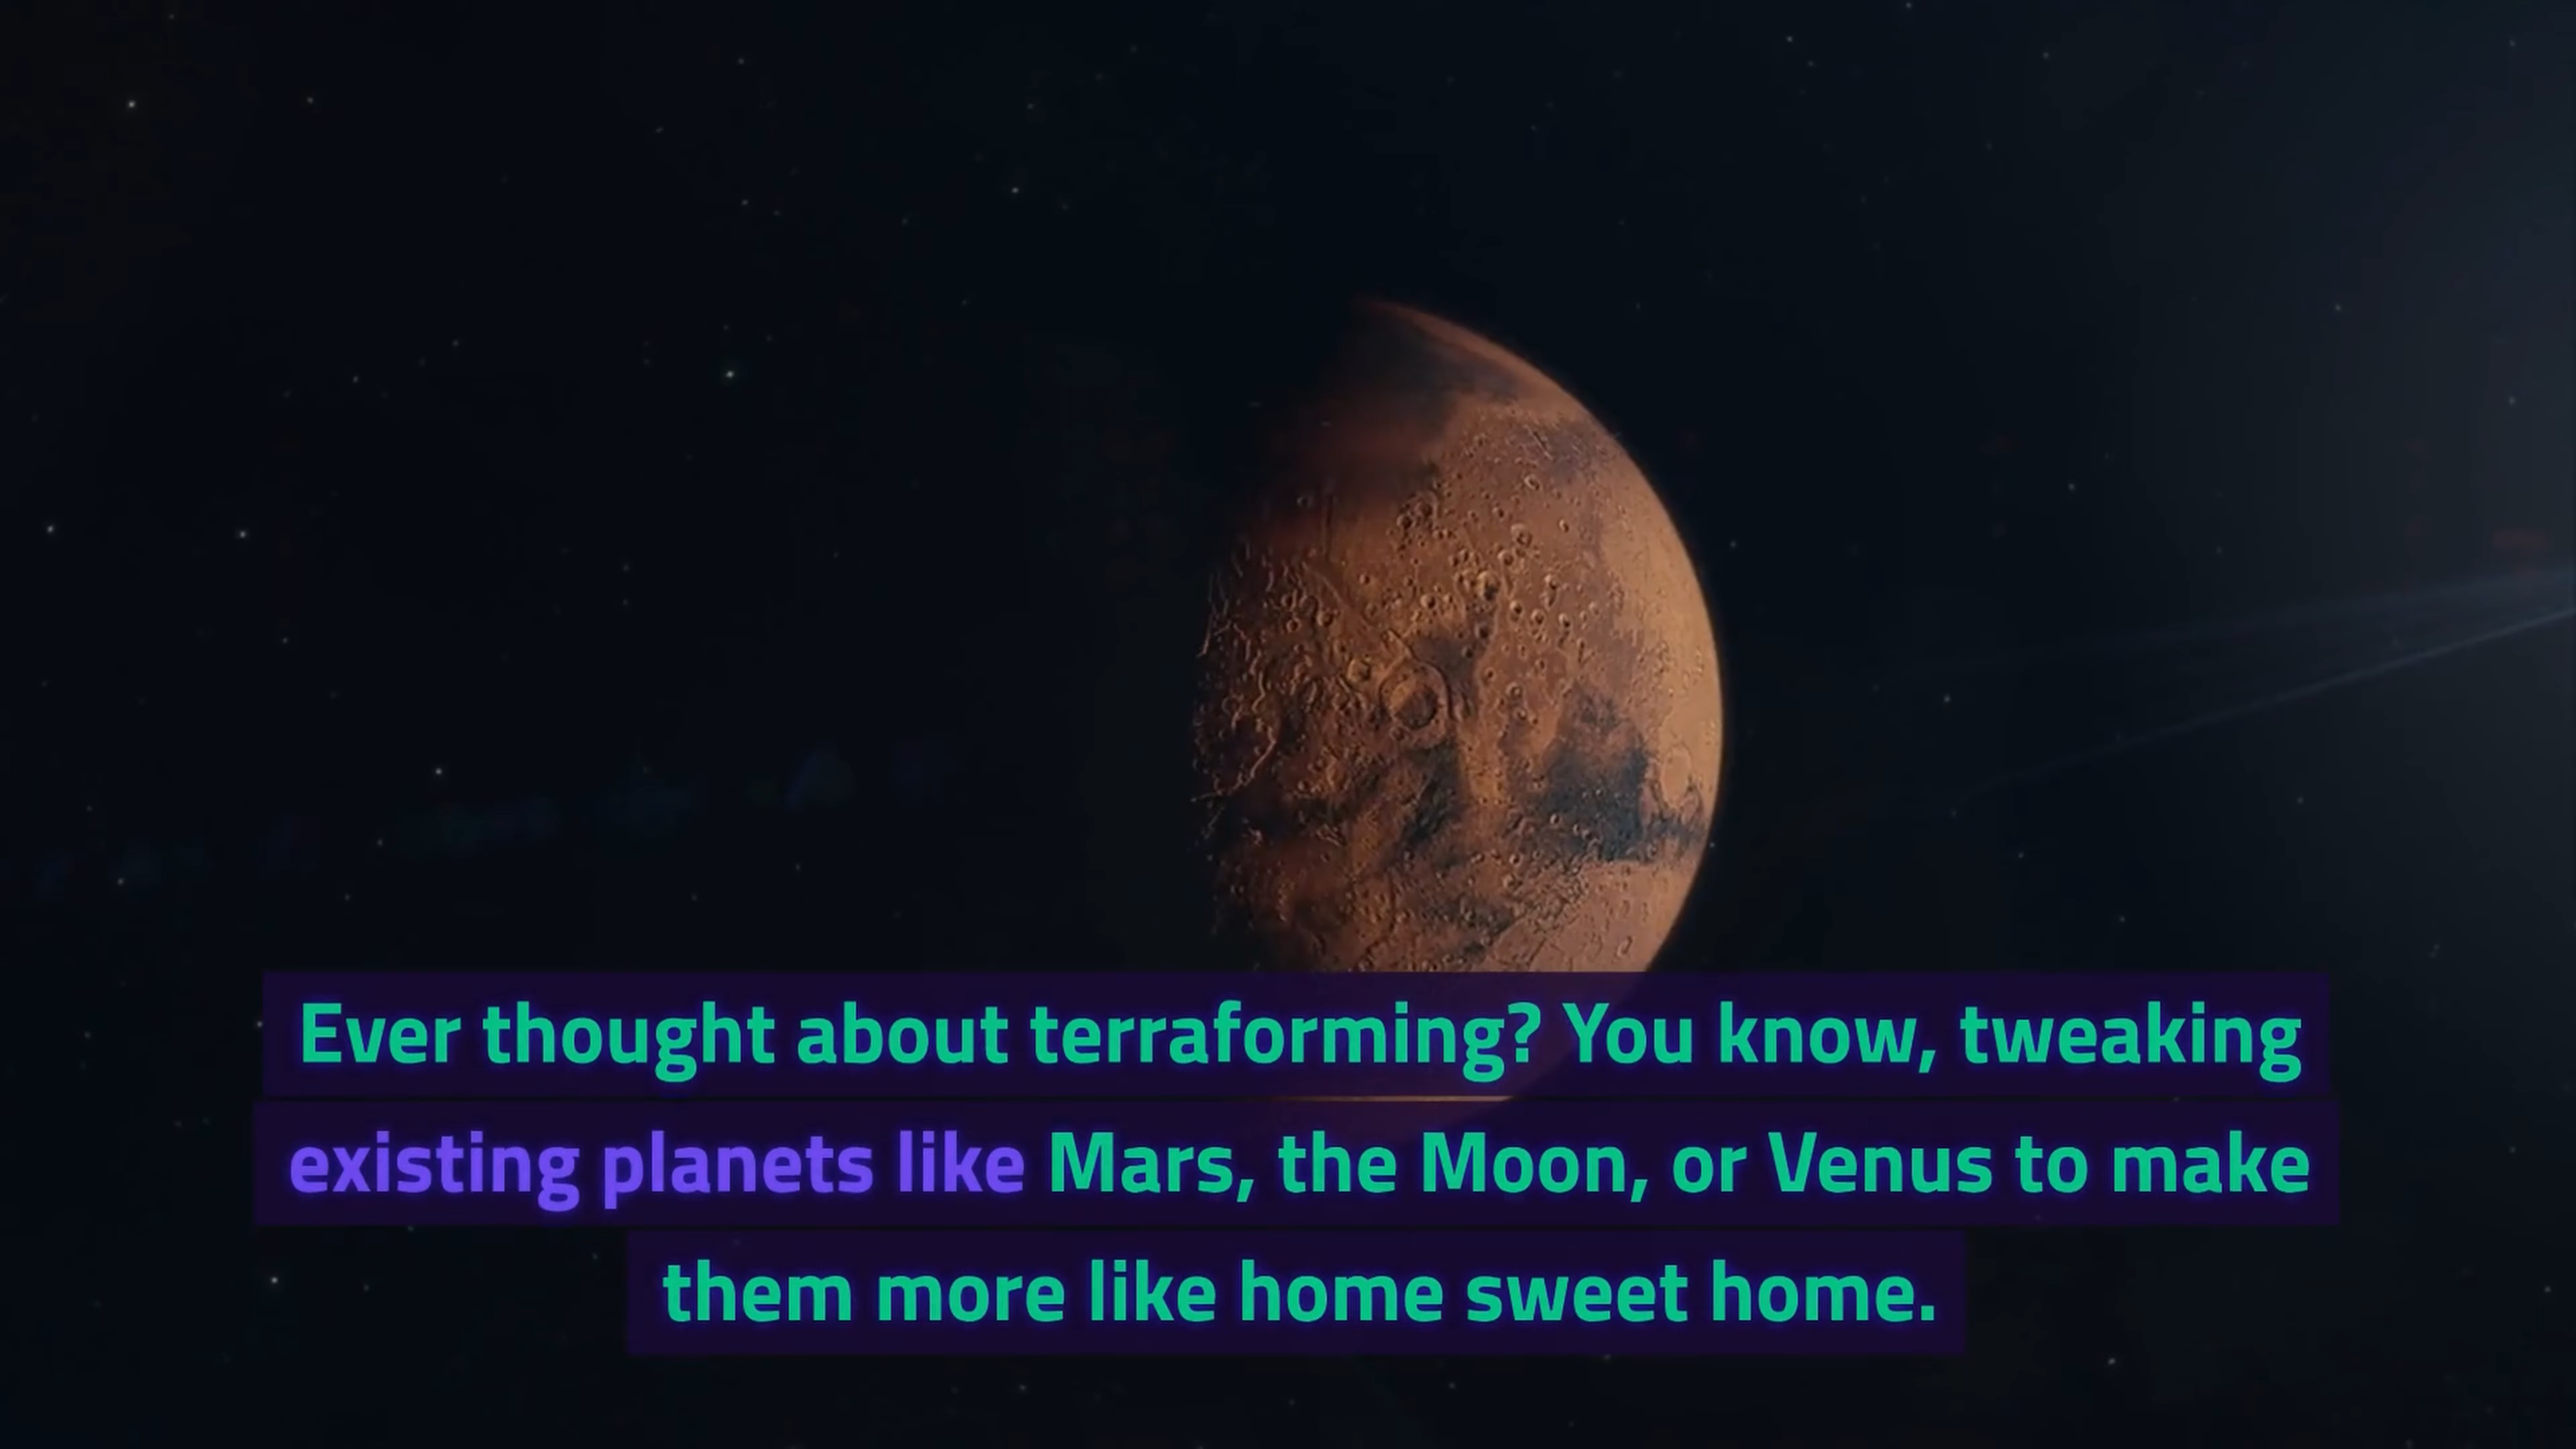 Ever thought about terraforming? You know, tweaking
existing planets like Mars, the Moon, or Venus to make
them more like home sweet home.